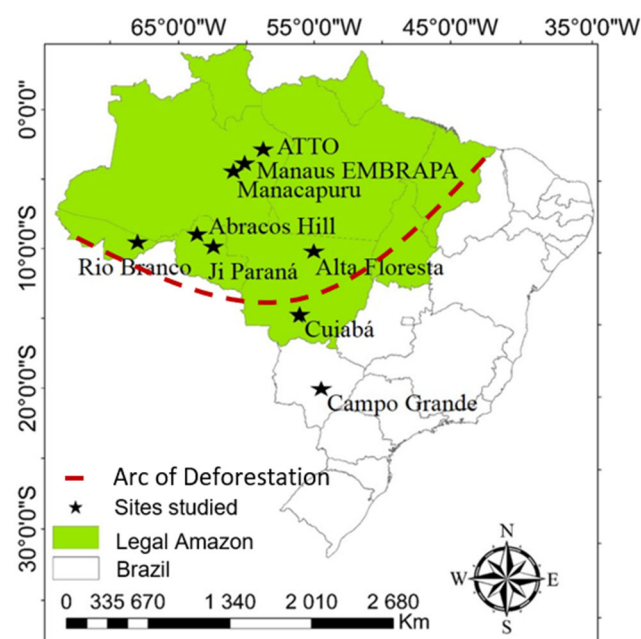 65°0'0"W 55°0'0"W 45°0'0"W 35°0'0"W
0°0'0"
10°0'0"S
20°0'0"S
30°0'0"S
ATTO
Manaus EMBRAPA
Manacapuru
Abracos Hill
Rio Branco
Ji Paraná
Alta Floresta
Cuiabá
Campo Grande
Arc of Deforestation
Sites studied
Legal Amazon
Brazil
0 335 670 1 340 2 010 2 680
Km
N
W E
S